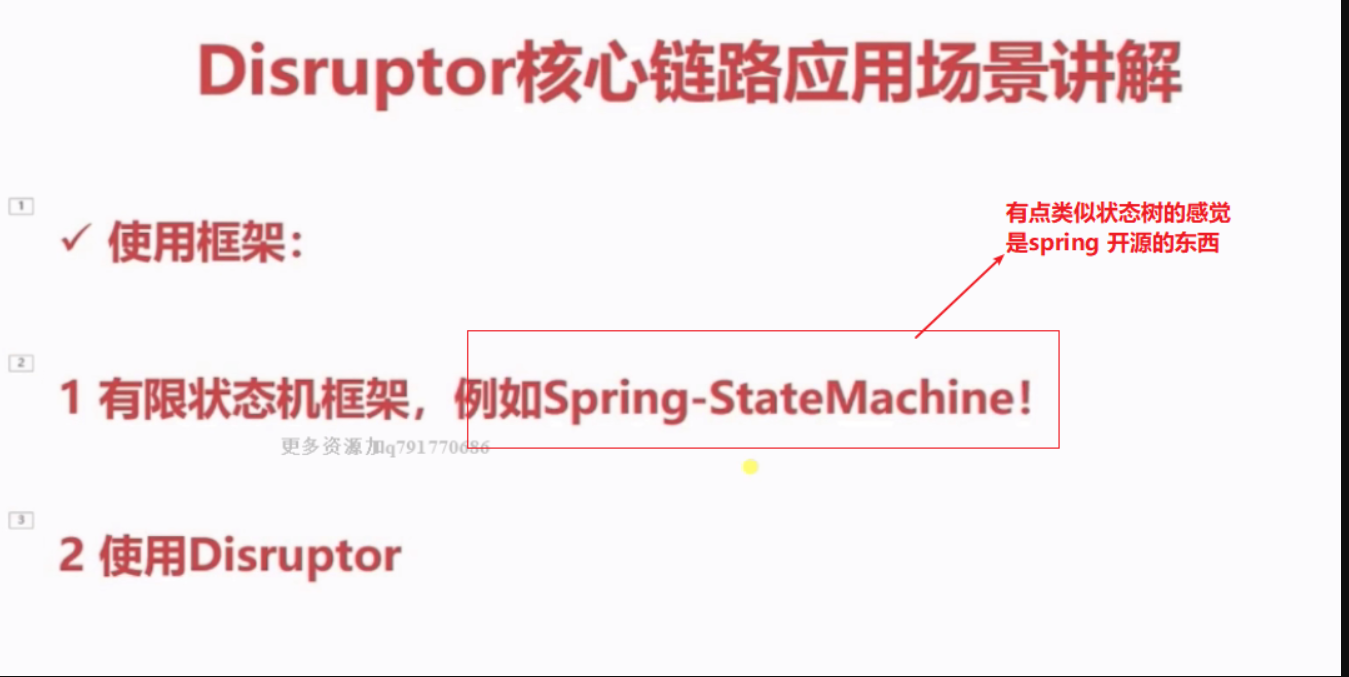 Disruptor核心链路应用场景讲解
1
✓ 使用框架：
有点类似状态树的感觉
是spring 开源的东西
2
1 有限状态机框架，例如Spring-StateMachine！
更多资源加qq791770686
3
2 使用Disruptor